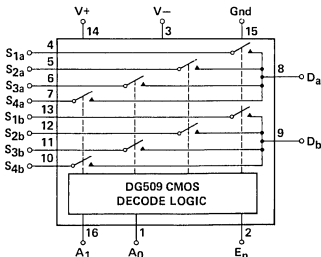 V+ V− Gnd
14 3 15
S1a 4
S2a 5
S3a 6
S4a 7
8 Da
S1b 13
S2b 12
9 Db
S3b 11
S4b 10
DG509 CMOS
DECODE LOGIC
16 1 2
A1 A0 En